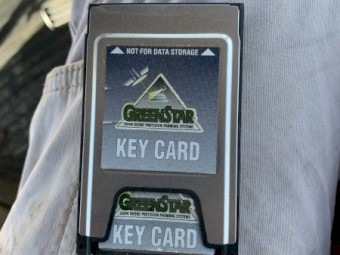 NOT FOR DATA STORAGE
GREENSTAR
JOHN DEERE PRECISION FARMING SYSTEMS
KEY CARD
GREENSTAR
JOHN DEERE PRECISION FARMING SYSTEMS
KEY CARD